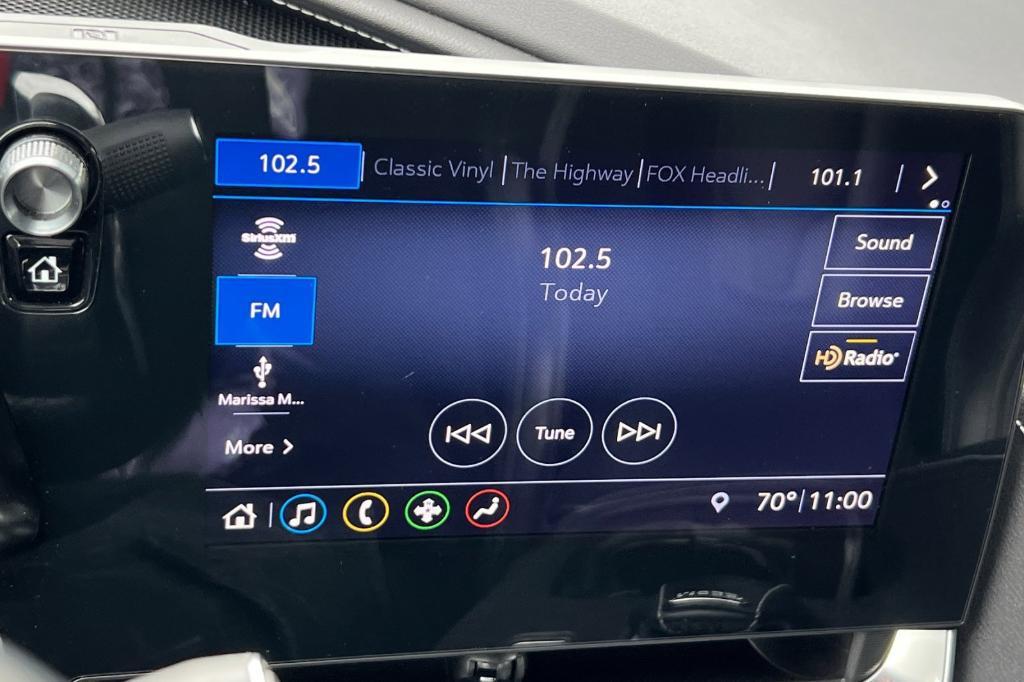 102.5 | Classic Vinyl | The Highway | FOX Headli... | 101.1 | >
SiriusXM
FM
Marissa M...
More >
102.5
Today
Tune
Sound
Browse
HD Radio®
70° | 11:00